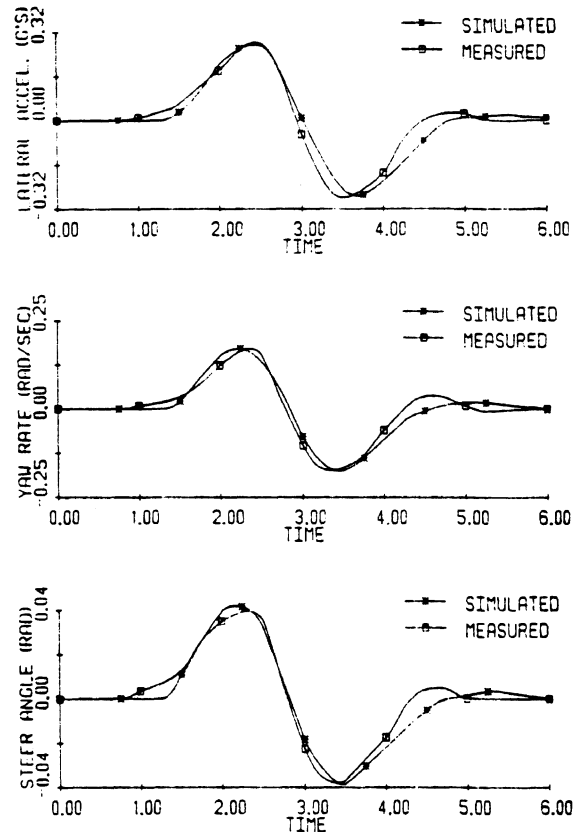 SIMULATED
MEASURED
LATERAL ACCEL. (G'S)
0.32
0.00
-0.32
0.00 1.00 2.00 3.00 4.00 5.00 6.00
TIME
SIMULATED
MEASURED
YAW RATE (RAD/SEC)
0.25
0.00
-0.25
0.00 1.00 2.00 3.00 4.00 5.00 6.00
TIME
SIMULATED
MEASURED
STEER ANGLE (RAD)
0.04
0.00
-0.04
0.00 1.00 2.00 3.00 4.00 5.00 6.00
TIME